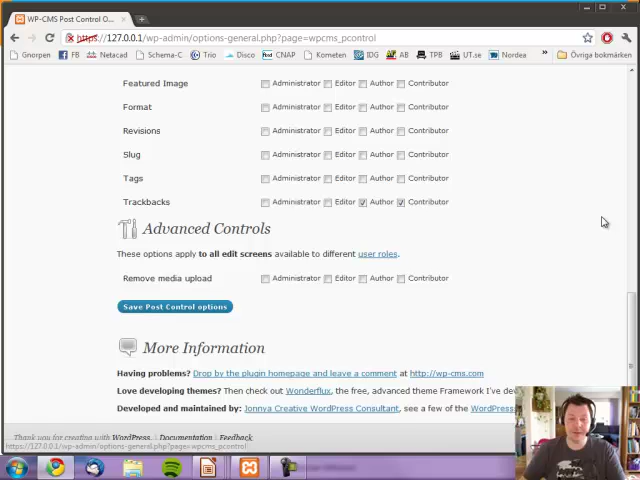 WP-CMS Post Control O...
https://127.0.0.1/wp-admin/options-general.php?page=wpcms_pcontrol
Gnorpen FB Netacad Schema-C Trio Disco CNAP Kometen IDG AB TPB UT.se Nordea » Övriga bokmärken
Featured Image Administrator Editor Author Contributor
Format Administrator Editor Author Contributor
Revisions Administrator Editor Author Contributor
Slug Administrator Editor Author Contributor
Tags Administrator Editor Author Contributor
Trackbacks Administrator Editor Author Contributor
Advanced Controls
These options apply to all edit screens available to different user roles.
Remove media upload Administrator Editor Author Contributor
Save Post Control options
More Information
Having problems? Drop by the plugin homepage and leave a comment at http://wp-cms.com
Love developing themes? Then check out Wonderflux, the free, advanced theme Framework I've de
Developed and maintained by: Jonnya Creative WordPress Consultant, see a few of the WordPress
Thank you for creating with WordPress. Documentation Feedback
https://127.0.0.1/wp-admin/options-general.php?page=wpcms_pcontrol